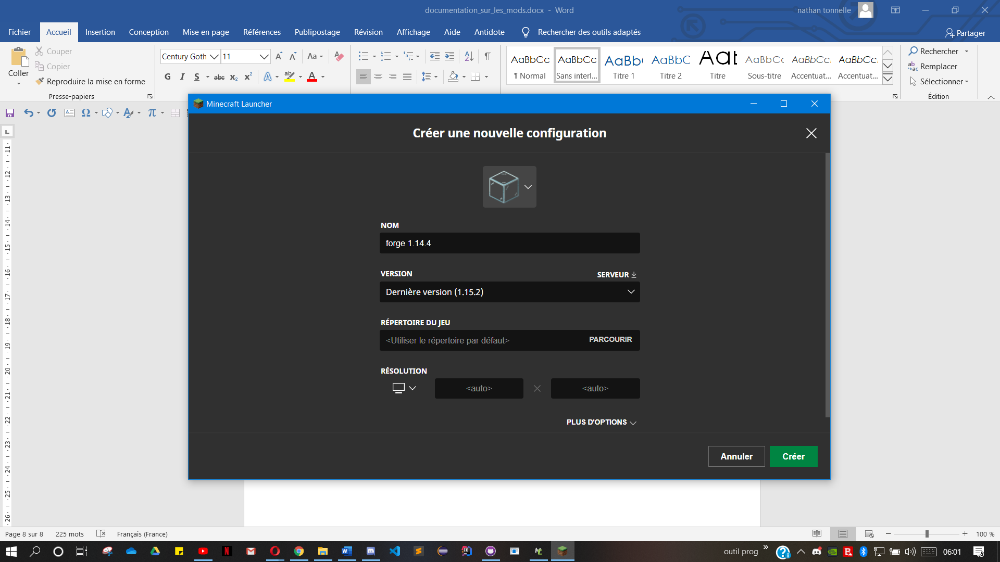 documentation_sur_les_mods.docx - Word
nathan tonnelle
Fichier
Accueil
Insertion
Conception
Mise en page
Références
Publipostage
Révision
Affichage
Aide
Antidote
Rechercher des outils adaptés
Partager
Coller
Couper
Copier
Reproduire la mise en forme
Presse-papiers
Century Goth
11
Aa
G
I
S
abc
x₂
x²
A
ab
A
AaBbCc
¶ Normal
AaBbCc
Sans interl...
AaBb(
Titre 1
AaBbC
Titre 2
Titre
AaBbCc
Sous-titre
AaBbCc.
Accentuat...
AaBbCc.
Accentuat...
Rechercher
Remplacer
Sélectionner
Édition
Minecraft Launcher
Créer une nouvelle configuration
NOM
forge 1.14.4
VERSION
SERVEUR
Dernière version (1.15.2)
RÉPERTOIRE DU JEU
<Utiliser le répertoire par défaut>
PARCOURIR
RÉSOLUTION
<auto>
<auto>
PLUS D'OPTIONS
Annuler
Créer
11
12
13
14
15
16
17
18
19
20
21
22
23
24
25
26
Page 8 sur 8
225 mots
Français (France)
100 %
outil prog
06:01